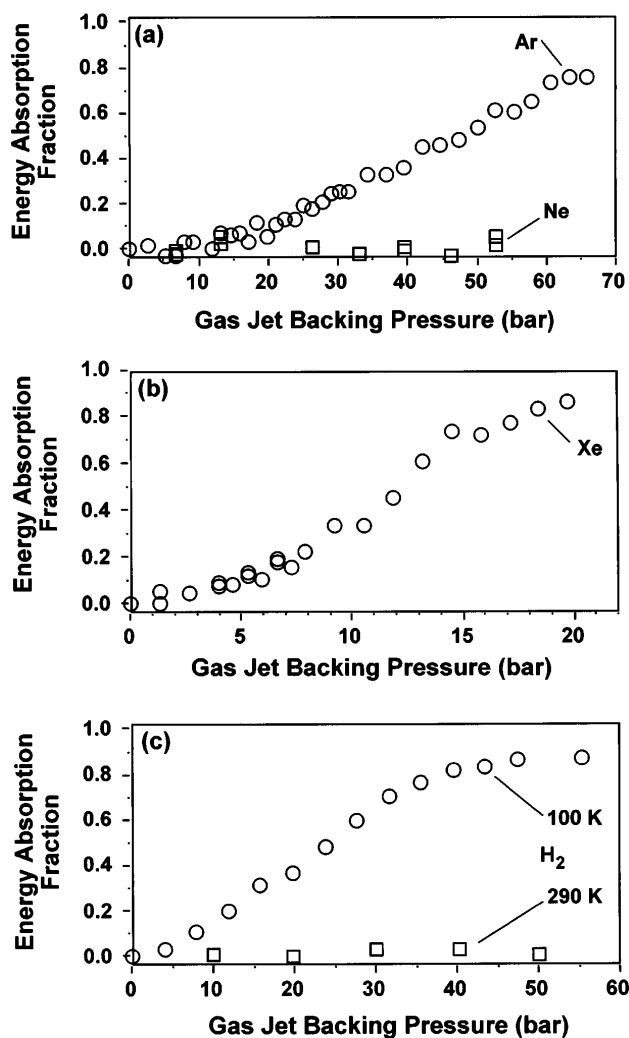 (a)
1.0
0.8
0.4
0.0
Energy Absorption
Fraction
Ar
Ne
0 10 20 30 40 50 60 70
Gas Jet Backing Pressure (bar)
(b)
1.0
0.8
0.6
0.4
0.2
0.0
Energy Absorption
Fraction
Xe
0 5 10 15 20
Gas Jet Backing Pressure (bar)
(c)
1.0
0.8
0.6
0.4
0.2
0.0
Energy Absorption
Fraction
100 K
H2
290 K
0 10 20 30 40 50 60
Gas Jet Backing Pressure (bar)